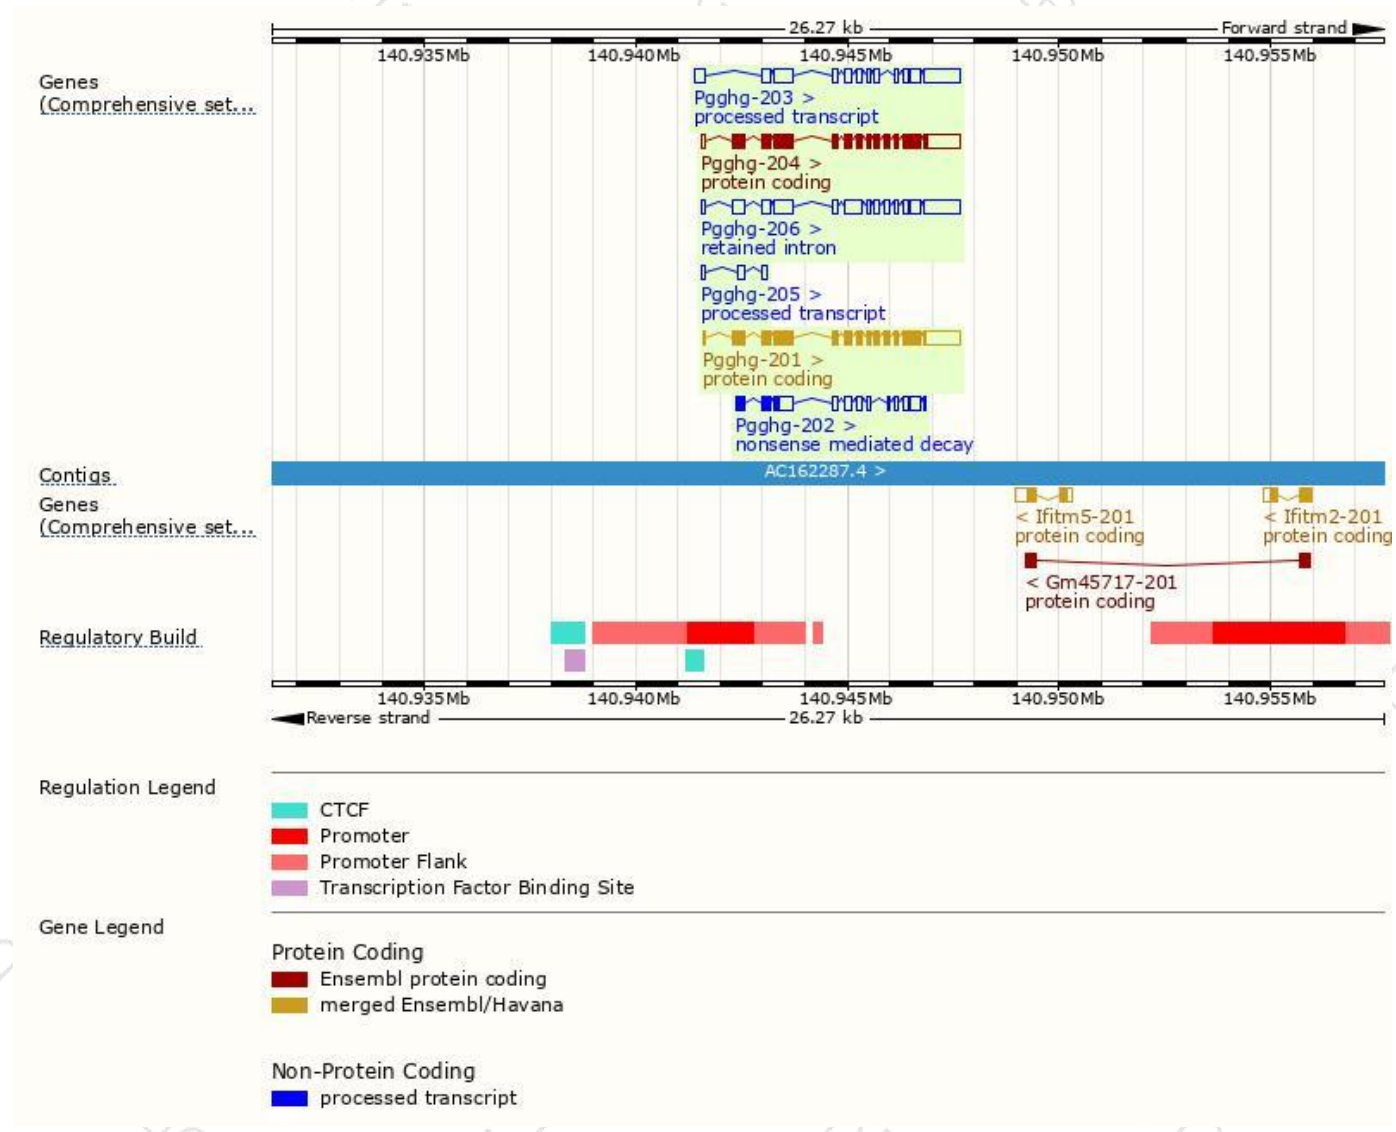 26.27 kb
Forward strand
140.935Mb 140.940Mb 140.945Mb 140.950Mb 140.955Mb
Genes
(Comprehensive set...
Pgghg-203 >
processed transcript
Pgghg-204 >
protein coding
Pgghg-206 >
retained intron
Pgghg-205 >
processed transcript
Pgghg-201 >
protein coding
Pgghg-202 >
nonsense mediated decay
Contigs
AC162287.4 >
Genes
(Comprehensive set...
< Ifitm5-201
protein coding
< Ifitm2-201
protein coding
< Gm45717-201
protein coding
Regulatory Build
140.935Mb 140.940Mb 140.945Mb 140.950Mb 140.955Mb
Reverse strand
26.27 kb
Regulation Legend
CTCF
Promoter
Promoter Flank
Transcription Factor Binding Site
Gene Legend
Protein Coding
Ensembl protein coding
merged Ensembl/Havana
Non-Protein Coding
processed transcript